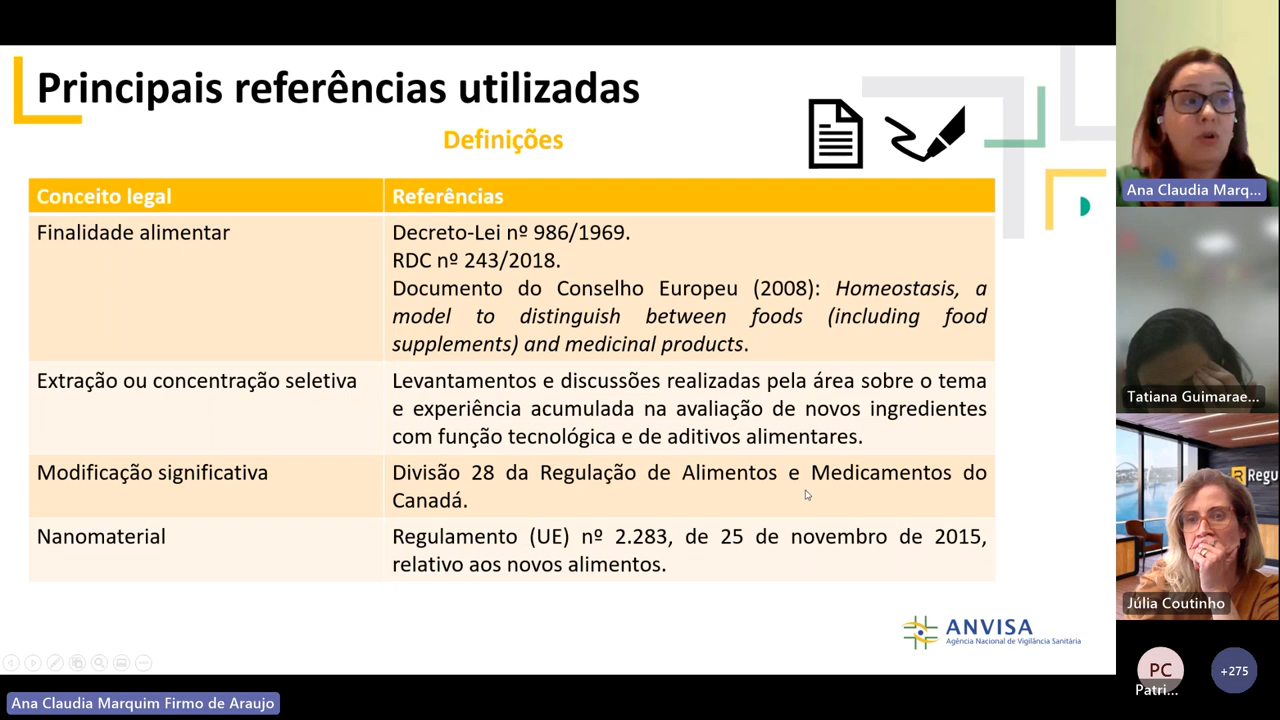 Principais referências utilizadas
Definições
Conceito legal
Referências
Finalidade alimentar
Decreto-Lei nº 986/1969.
RDC nº 243/2018.
Documento do Conselho Europeu (2008): Homeostasis, a
model to distinguish between foods (including food
supplements) and medicinal products.
Extração ou concentração seletiva
Levantamentos e discussões realizadas pela área sobre o tema
e experiência acumulada na avaliação de novos ingredientes
com função tecnológica e de aditivos alimentares.
Modificação significativa
Divisão 28 da Regulação de Alimentos e Medicamentos do
Canadá.
Nanomaterial
Regulamento (UE) nº 2.283, de 25 de novembro de 2015,
relativo aos novos alimentos.
ANVISA
Agência Nacional de Vigilância Sanitária
Ana Claudia Marquim Firmo de Araujo
Ana Claudia Marq...
Tatiana Guimarae...
Regu
Júlia Coutinho
PC
Patri...
+275